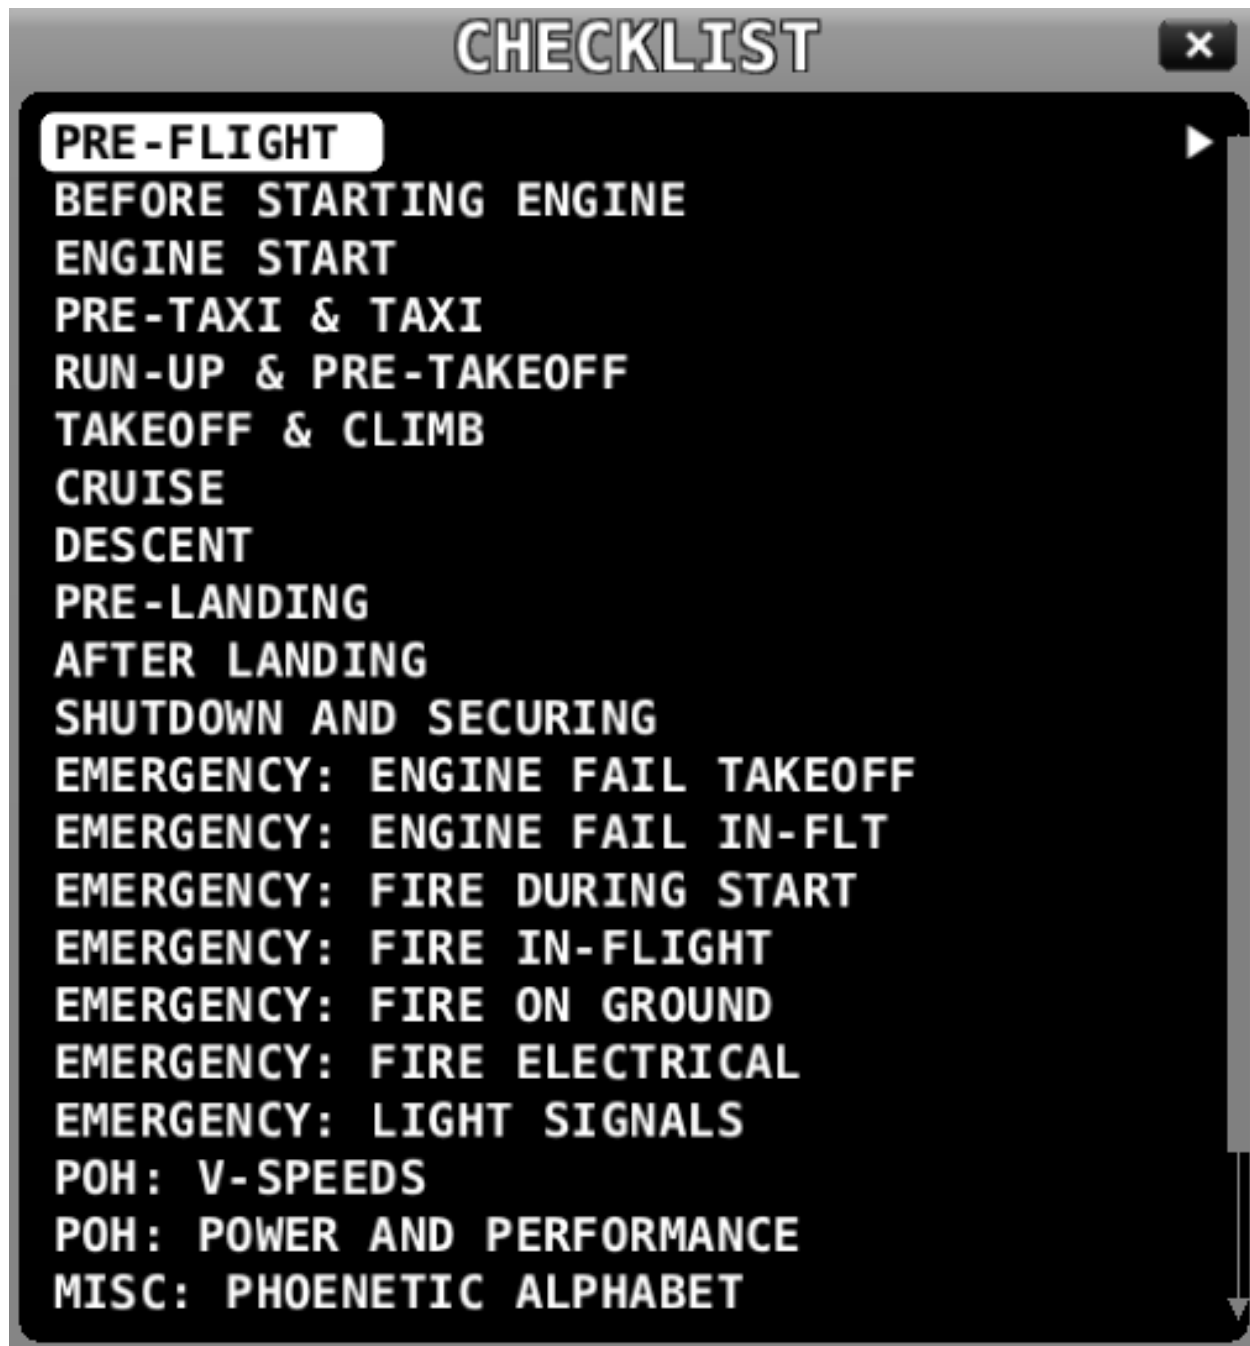 CHECKLIST
PRE-FLIGHT
BEFORE STARTING ENGINE
ENGINE START
PRE-TAXI & TAXI
RUN-UP & PRE-TAKEOFF
TAKEOFF & CLIMB
CRUISE
DESCENT
PRE-LANDING
AFTER LANDING
SHUTDOWN AND SECURING
EMERGENCY: ENGINE FAIL TAKEOFF
EMERGENCY: ENGINE FAIL IN-FLT
EMERGENCY: FIRE DURING START
EMERGENCY: FIRE IN-FLIGHT
EMERGENCY: FIRE ON GROUND
EMERGENCY: FIRE ELECTRICAL
EMERGENCY: LIGHT SIGNALS
POH: V-SPEEDS
POH: POWER AND PERFORMANCE
MISC: PHOENETIC ALPHABET